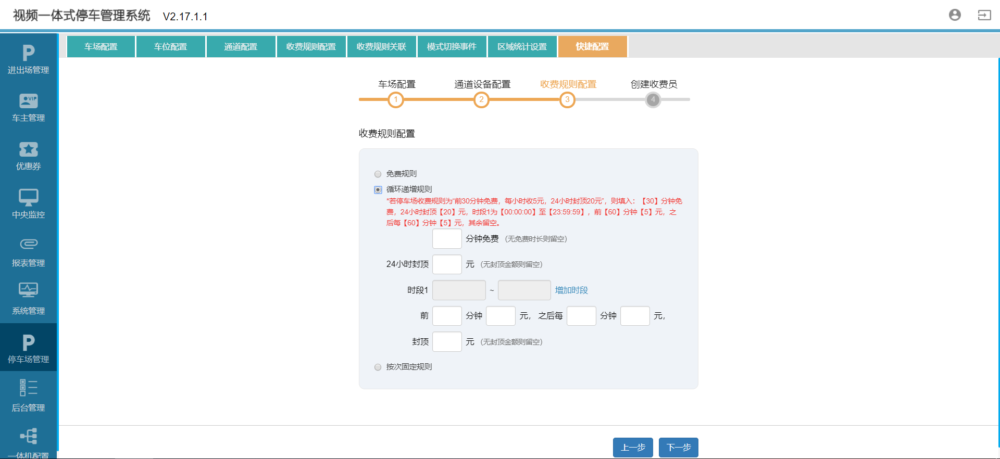 视频一体式停车管理系统 V2.17.1.1
车场配置 车位配置 通道配置 收费规则配置 收费规则关联 模式切换事件 区域统计设置 快捷配置
进出场管理
车主管理
VIP
优惠券
中央监控
报表管理
系统管理
停车场管理
后台管理
一体机配置
车场配置 通道设备配置 收费规则配置 创建收费员
1 2 3 4
收费规则配置
免费规则
循环递增规则
*若停车场收费规则为“前30分钟免费，每小时收5元，24小时封顶20元”，则填入：【30】分钟免
费，24小时封顶【20】元，时段1为【00:00:00】至【23:59:59】，前【60】分钟【5】元，之
后每【60】分钟【5】元，其余留空。
分钟免费 （无免费时长则留空）
24小时封顶 元 （无封顶金额则留空）
时段1 ~ 增加时段
前 分钟 元， 之后每 分钟 元，
封顶 元 （无封顶金额则留空）
按次固定规则
上一步 下一步